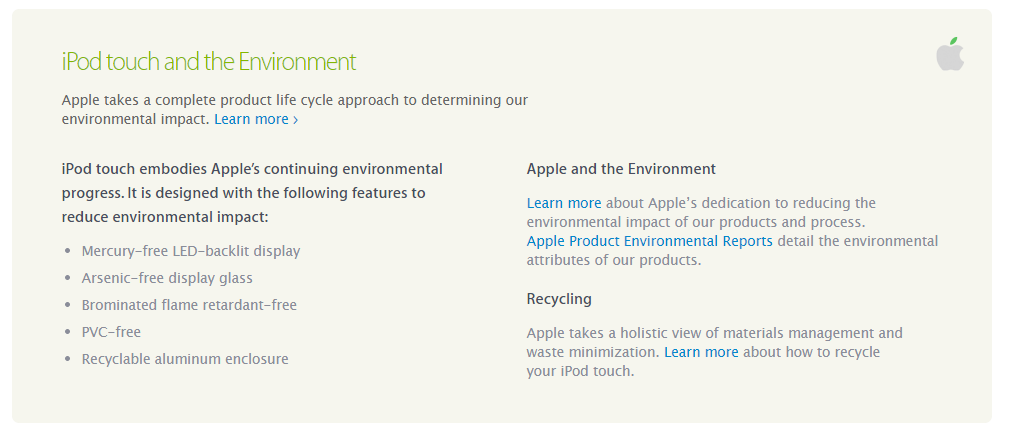 iPod touch and the Environment
Apple takes a complete product life cycle approach to determining our
environmental impact. Learn more ›
iPod touch embodies Apple's continuing environmental
progress. It is designed with the following features to
reduce environmental impact:
• Mercury-free LED-backlit display
• Arsenic-free display glass
• Brominated flame retardant-free
• PVC-free
• Recyclable aluminum enclosure
Apple and the Environment
Learn more about Apple's dedication to reducing the
environmental impact of our products and process.
Apple Product Environmental Reports detail the environmental
attributes of our products.
Recycling
Apple takes a holistic view of materials management and
waste minimization. Learn more about how to recycle
your iPod touch.